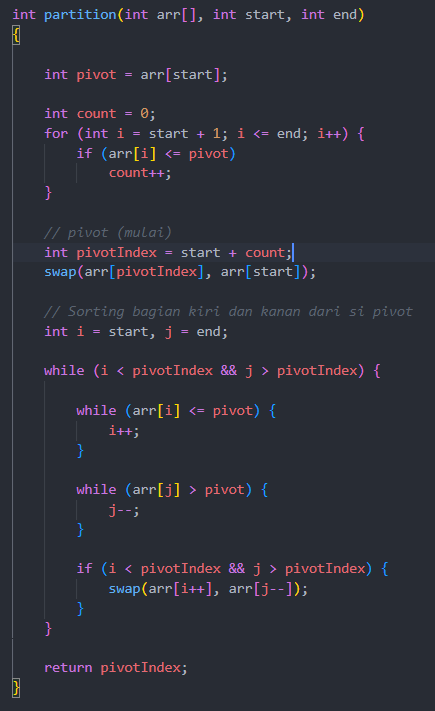 int partition(int arr[], int start, int end)
{
int pivot = arr[start];
int count = 0;
for (int i = start + 1; i <= end; i++) {
if (arr[i] <= pivot)
count++;
}
// pivot (mulai)
int pivotIndex = start + count;
swap(arr[pivotIndex], arr[start]);
// Sorting bagian kiri dan kanan dari si pivot
int i = start, j = end;
while (i < pivotIndex && j > pivotIndex) {
while (arr[i] <= pivot) {
i++;
}
while (arr[j] > pivot) {
j--;
}
if (i < pivotIndex && j > pivotIndex) {
swap(arr[i++], arr[j--]);
}
}
return pivotIndex;
}